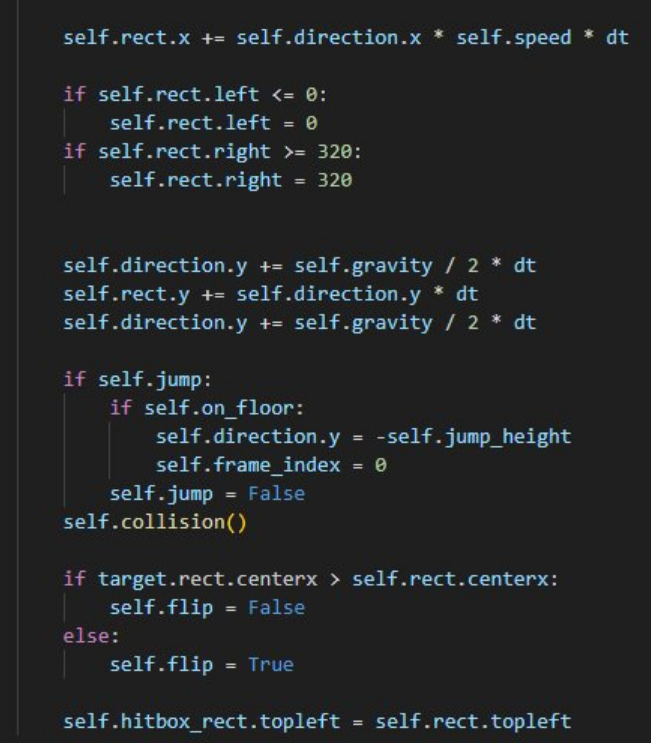 self.rect.x += self.direction.x * self.speed * dt
if self.rect.left <= 0:
self.rect.left = 0
if self.rect.right >= 320:
self.rect.right = 320
self.direction.y += self.gravity / 2 * dt
self.rect.y += self.direction.y * dt
self.direction.y += self.gravity / 2 * dt
if self.jump:
if self.on_floor:
self.direction.y = -self.jump_height
self.frame_index = 0
self.jump = False
self.collision()
if target.rect.centerx > self.rect.centerx:
self.flip = False
else:
self.flip = True
self.hitbox_rect.topleft = self.rect.topleft